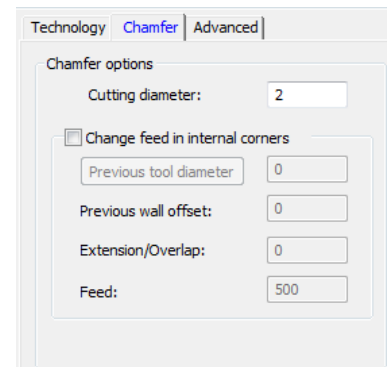 Technology Chamfer Advanced
Chamfer options
Cutting diameter: 2
Change feed in internal corners
Previous tool diameter 0
Previous wall offset: 0
Extension/Overlap: 0
Feed: 500